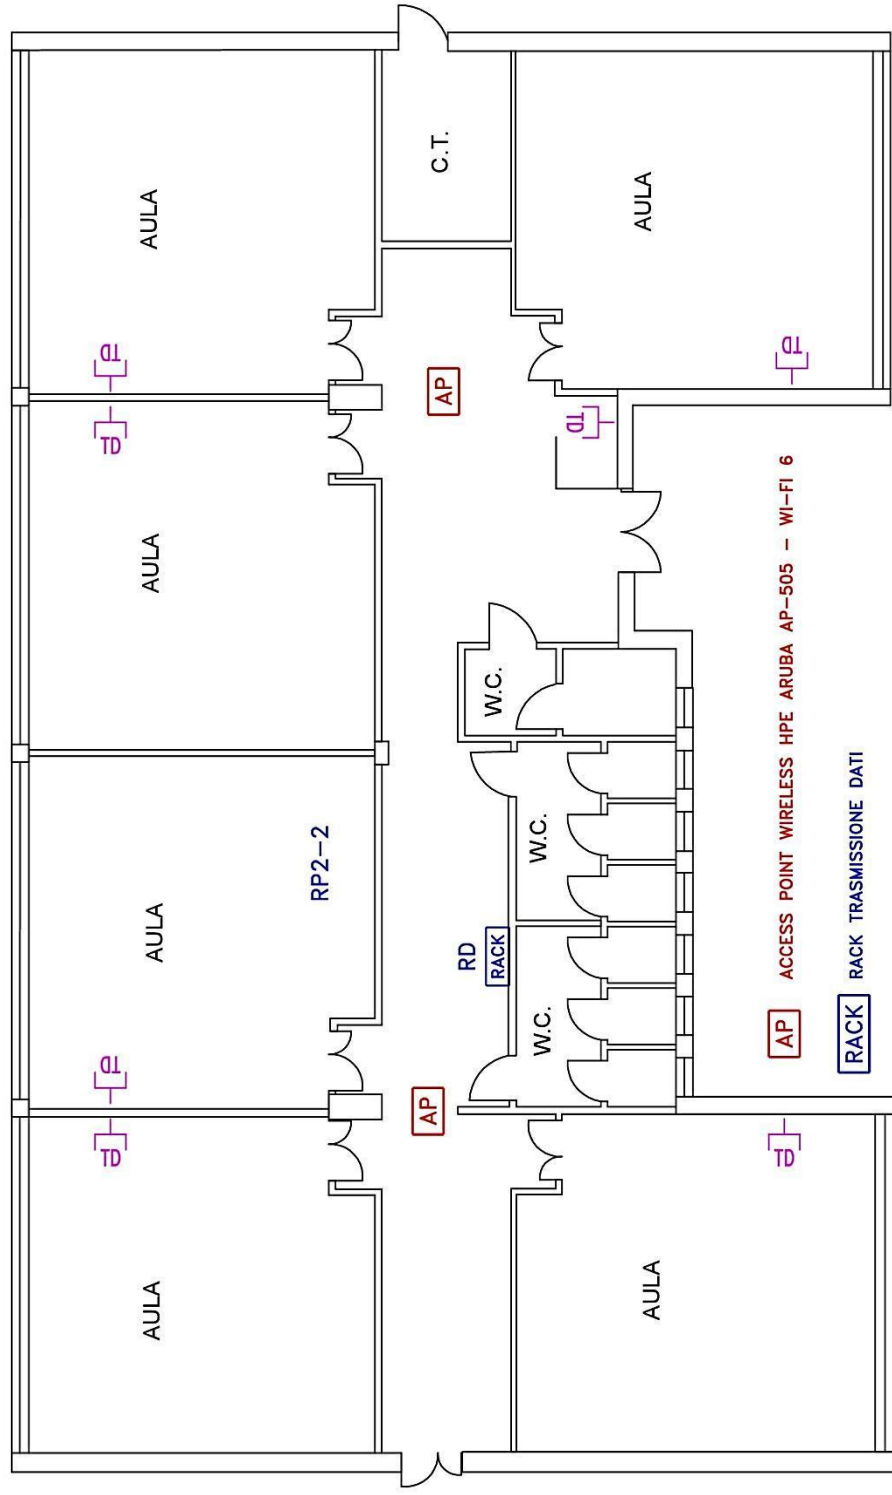 AULA
AULA
AULA
AULA
TD
TD
TD
TD
RP2-2
AP
AP
C.T.
RD
RACK
W.C.
W.C.
W.C.
TD
AULA
AULA
TD
TD
AP ACCESS POINT WIRELESS HPE ARUBA AP-505 - WI-FI 6
RACK RACK TRASMISSIONE DATI